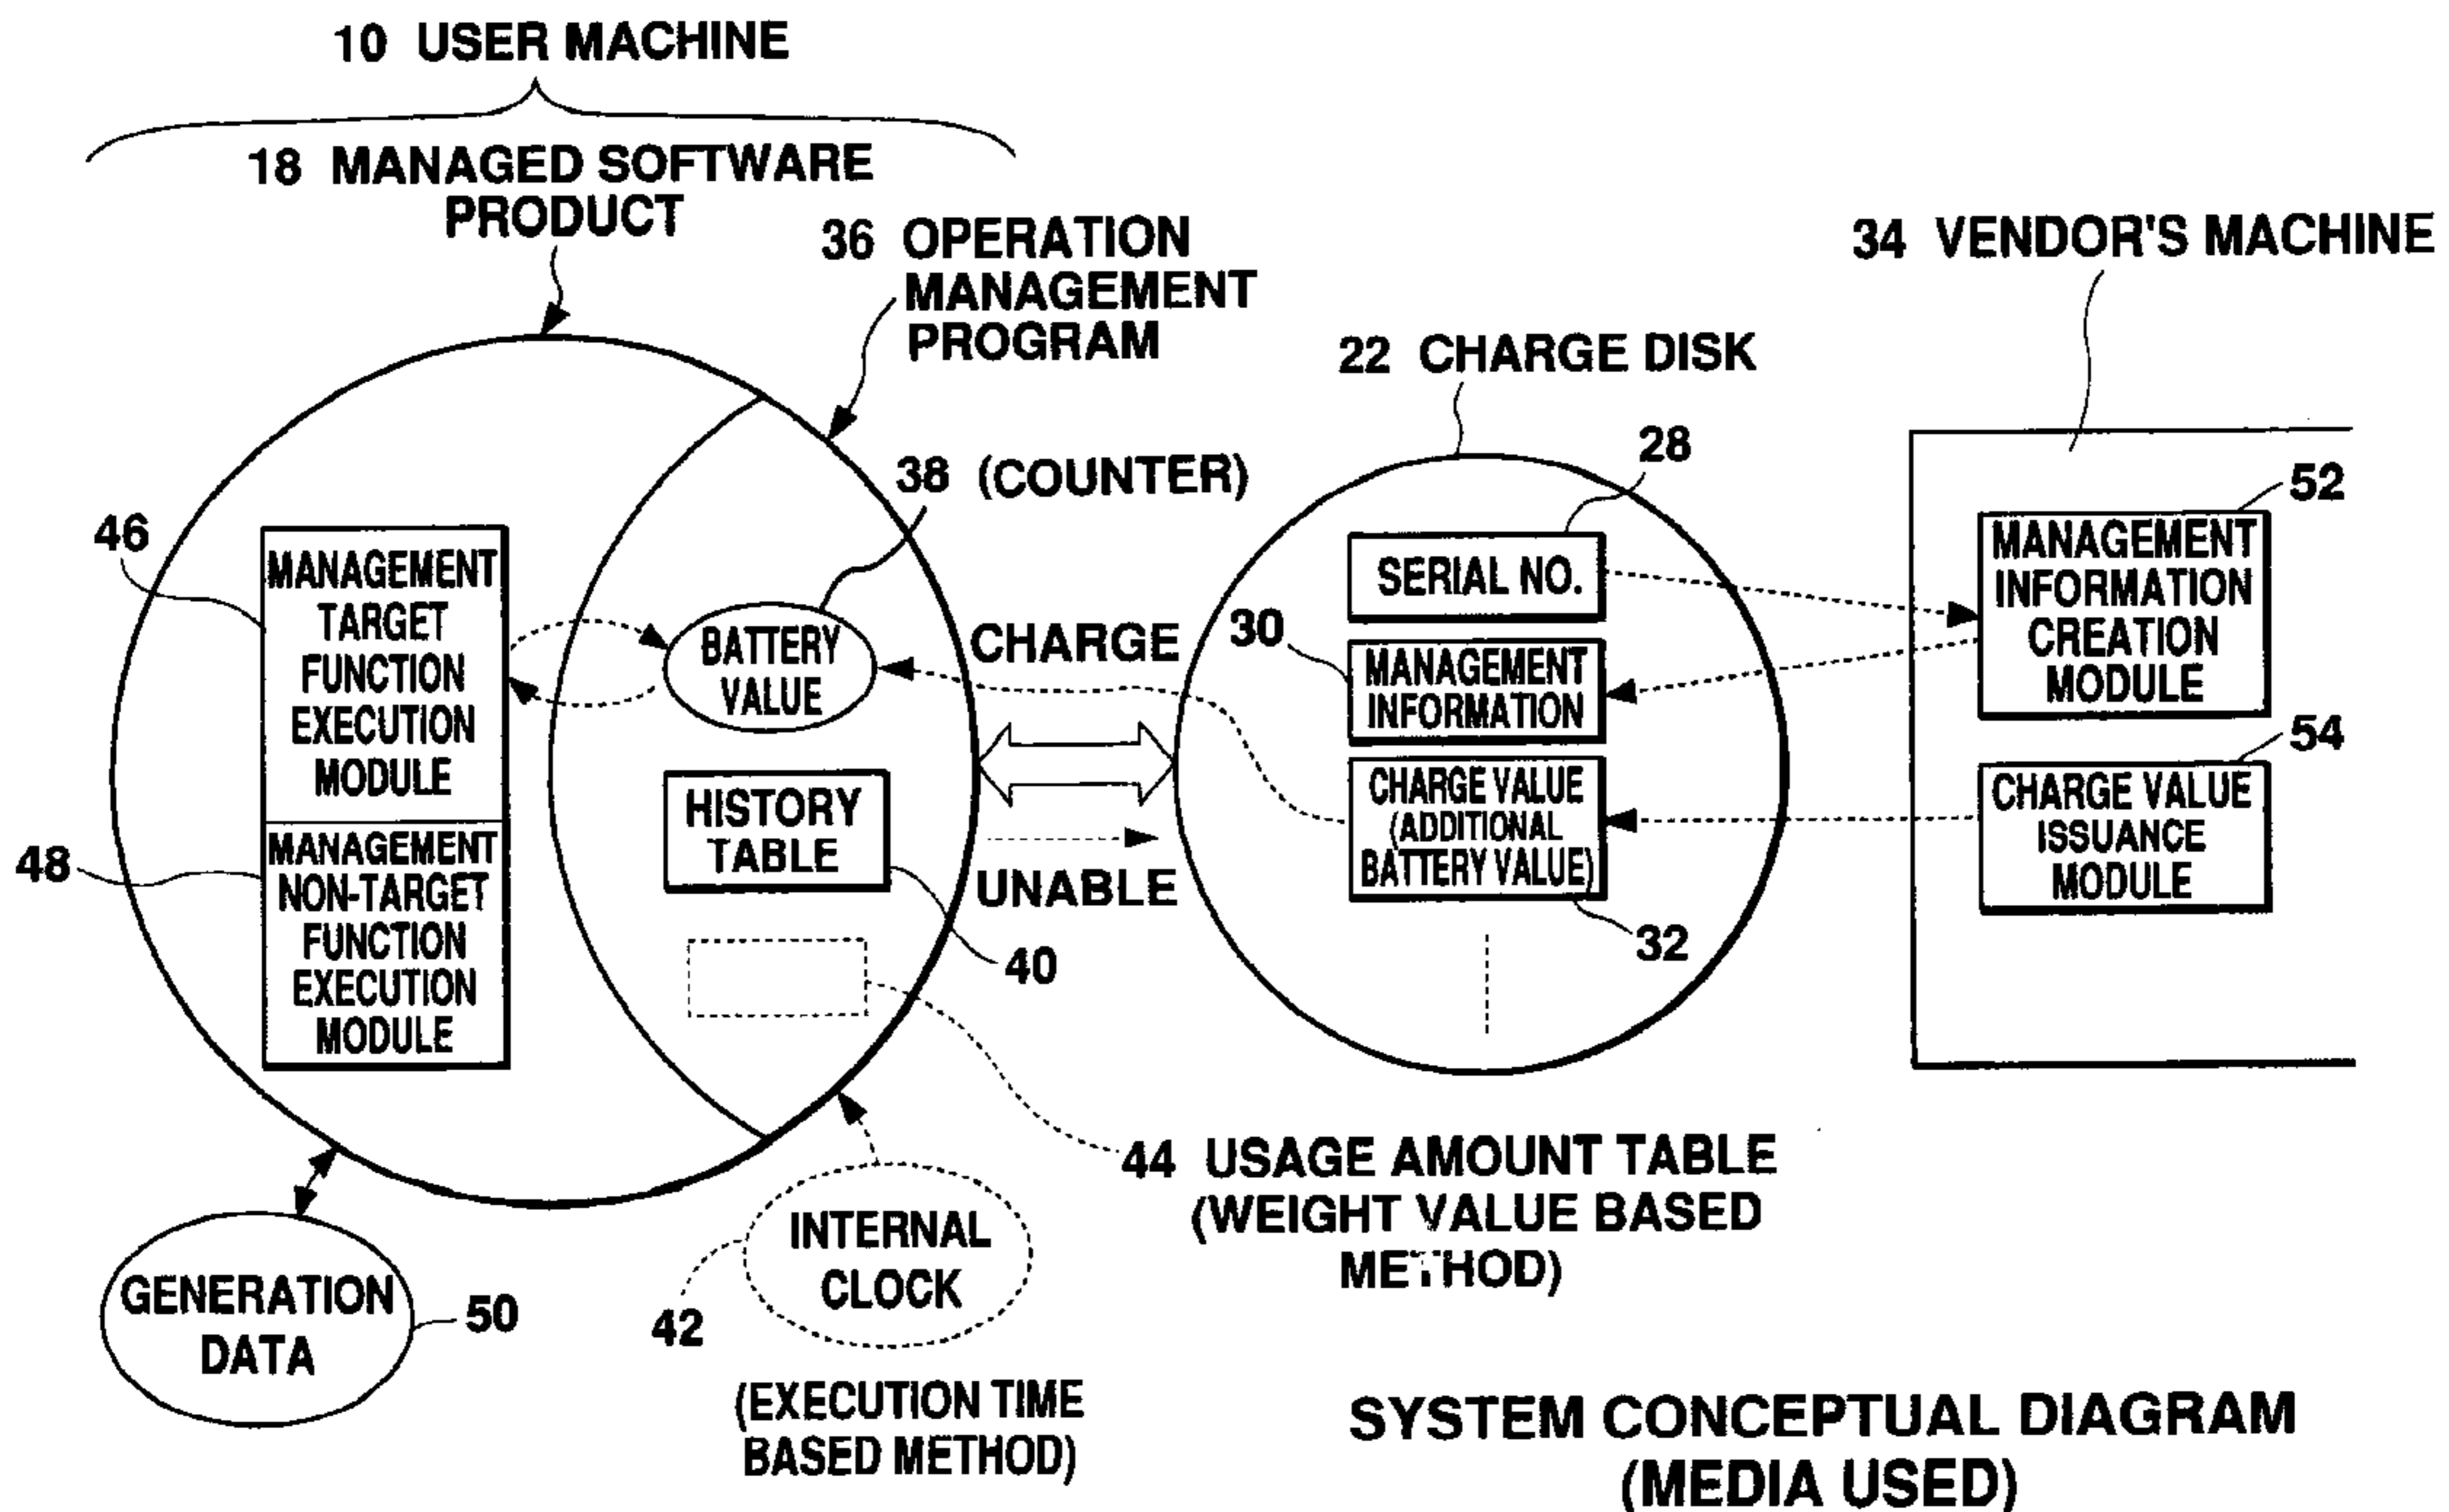 10 USER MACHINE
18 MANAGED SOFTWARE
PRODUCT
36 OPERATION
MANAGEMENT
PROGRAM
34 VENDOR'S MACHINE
22 CHARGE DISK
38 (COUNTER)
28
52
46
MANAGEMENT
TARGET
FUNCTION
EXECUTION
MODULE
BATTERY
VALUE
CHARGE
30
SERIAL NO.
MANAGEMENT
INFORMATION
MANAGEMENT
INFORMATION
CREATION
MODULE
54
48
MANAGEMENT
NON-TARGET
FUNCTION
EXECUTION
MODULE
HISTORY
TABLE
UNABLE
40
CHARGE VALUE
(ADDITIONAL
BATTERY VALUE)
32
CHARGE VALUE
ISSUANCE
MODULE
44 USAGE AMOUNT TABLE
(WEIGHT VALUE BASED
METHOD)
INTERNAL
CLOCK
42
(EXECUTION TIME
BASED METHOD)
GENERATION
DATA
50
SYSTEM CONCEPTUAL DIAGRAM
(MEDIA USED)